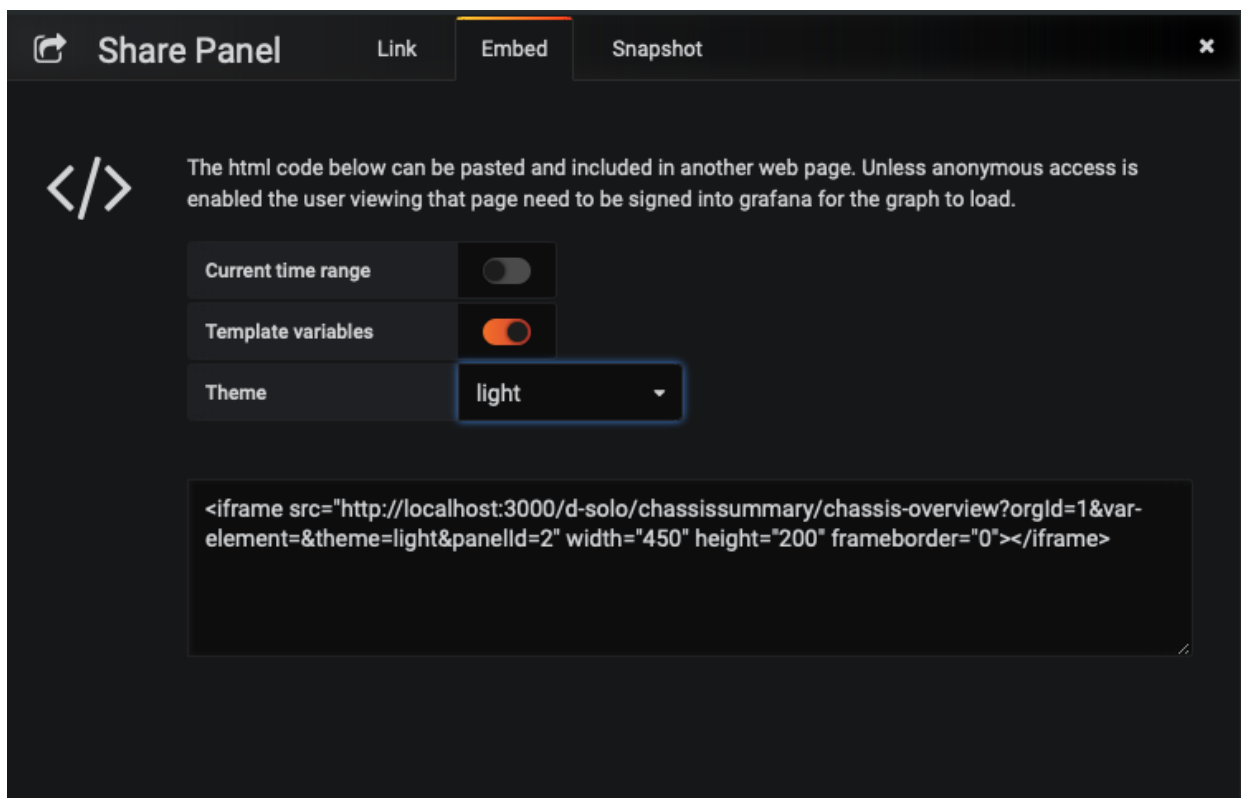 Share Panel Link Embed Snapshot
The html code below can be pasted and included in another web page. Unless anonymous access is
enabled the user viewing that page need to be signed into grafana for the graph to load.
Current time range
Template variables
Theme light
<iframe src="http://localhost:3000/d-solo/chassissummary/chassis-overview?orgId=1&var-
element=&theme=light&panelId=2" width="450" height="200" frameborder="0"></iframe>